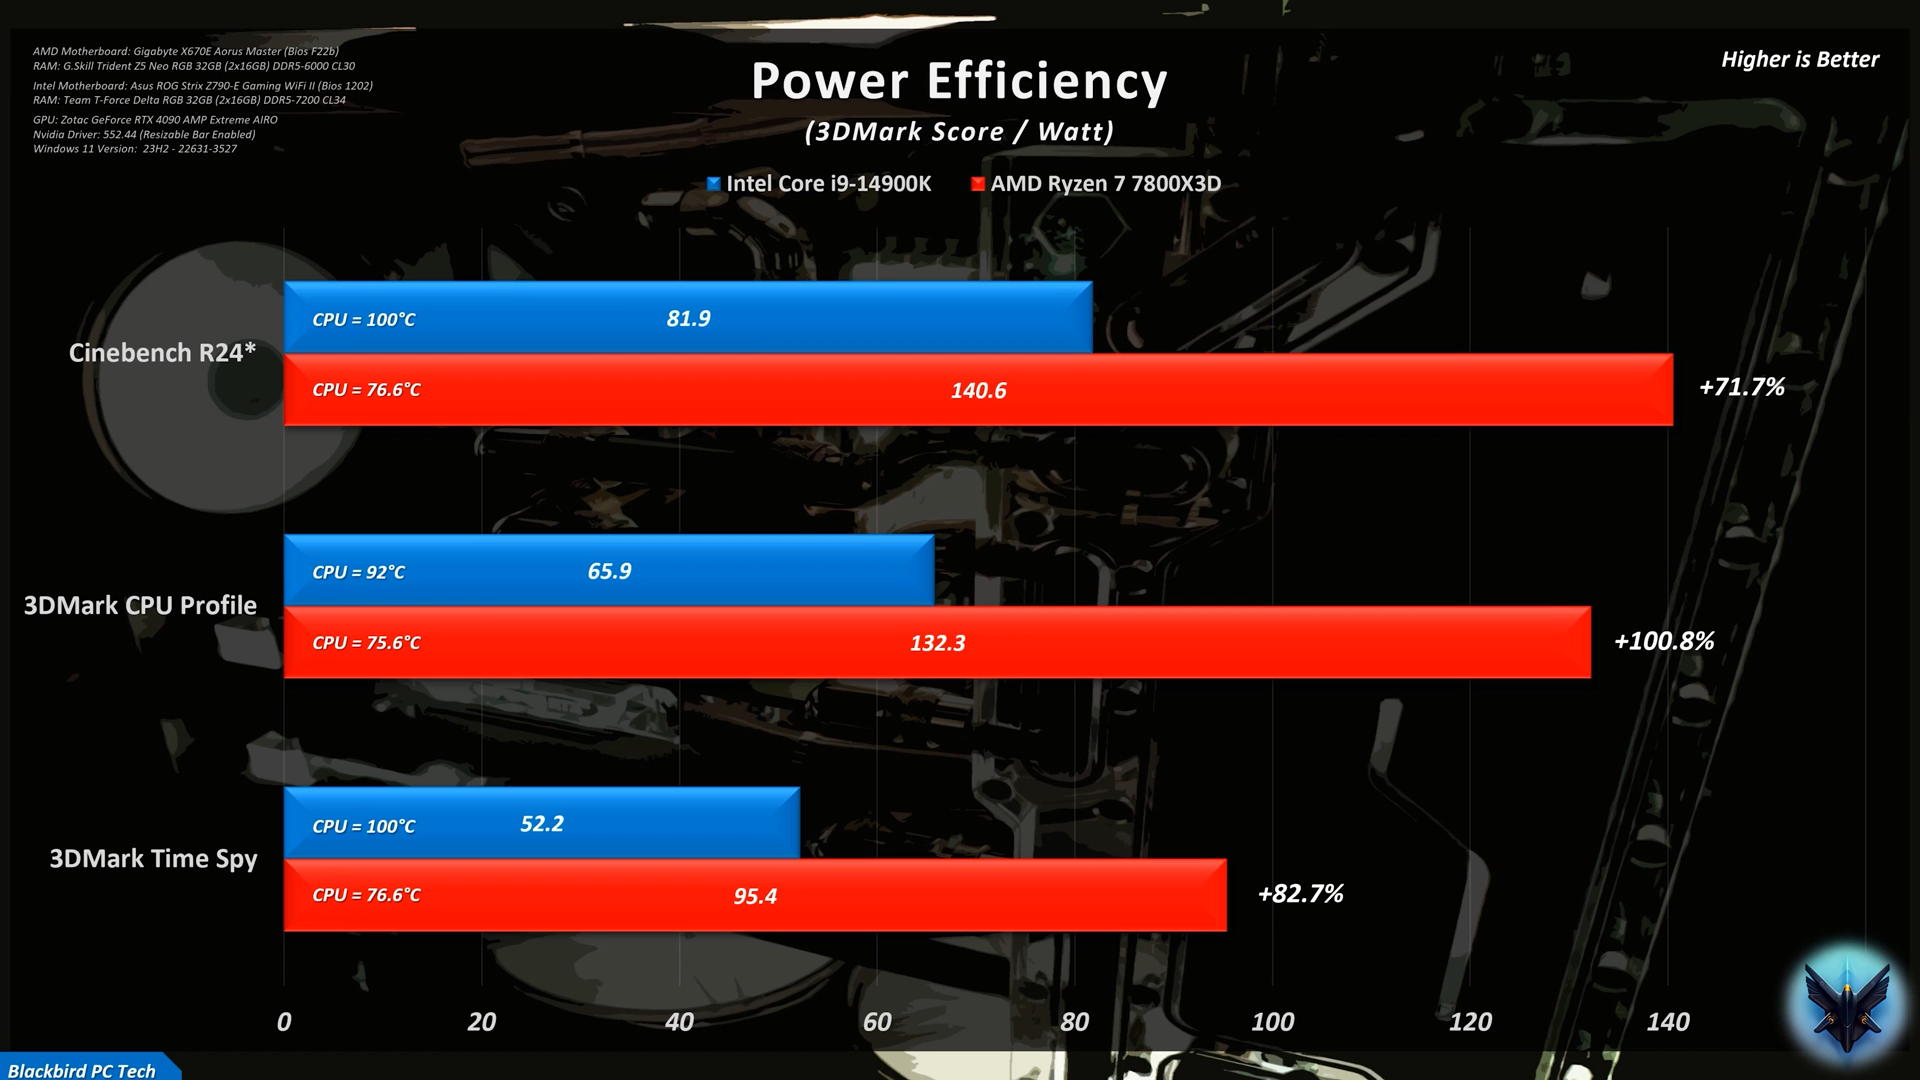 AMD Motherboard: Gigabyte X670E Aorus Master (Bios F22b)
RAM: G.Skill Trident Z5 Neo RGB 32GB (2x16GB) DDR5-6000 CL30
Intel Motherboard: Asus ROG Strix Z790-E Gaming WiFi II (Bios 1202)
RAM: Team T-Force Delta RGB 32GB (2x16GB) DDR5-7200 CL34
GPU: Zotac GeForce RTX 4090 AMP Extreme AIRO
Nvidia Driver: 552.44 (Resizable Bar Enabled)
Windows 11 Version: 23H2 - 22631-3527
Power Efficiency
(3DMark Score / Watt)
Higher is Better
Intel Core i9-14900K AMD Ryzen 7 7800X3D
Cinebench R24*
CPU = 100°C 81.9
CPU = 76.6°C 140.6 +71.7%
3DMark CPU Profile
CPU = 92°C 65.9
CPU = 75.6°C 132.3 +100.8%
3DMark Time Spy
CPU = 100°C 52.2
CPU = 76.6°C 95.4 +82.7%
0 20 40 60 80 100 120 140
Blackbird PC Tech